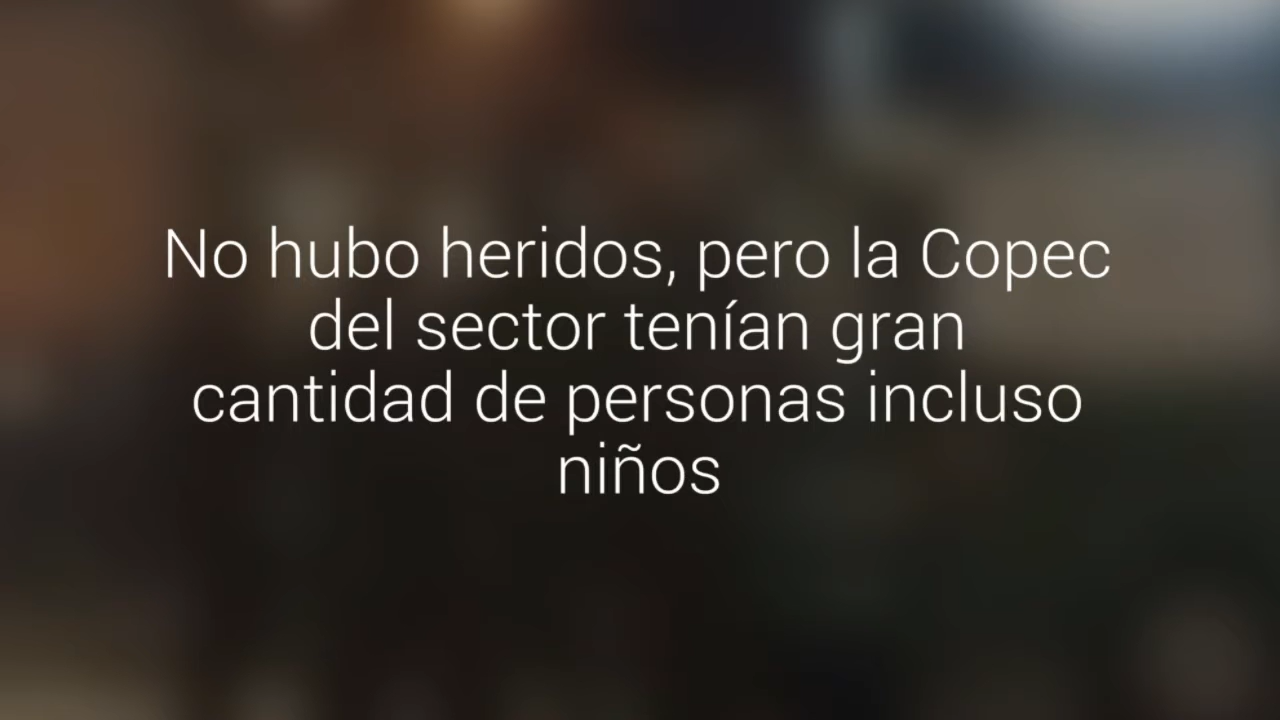 No hubo heridos, pero la Copec
del sector tenían gran
cantidad de personas incluso
niños